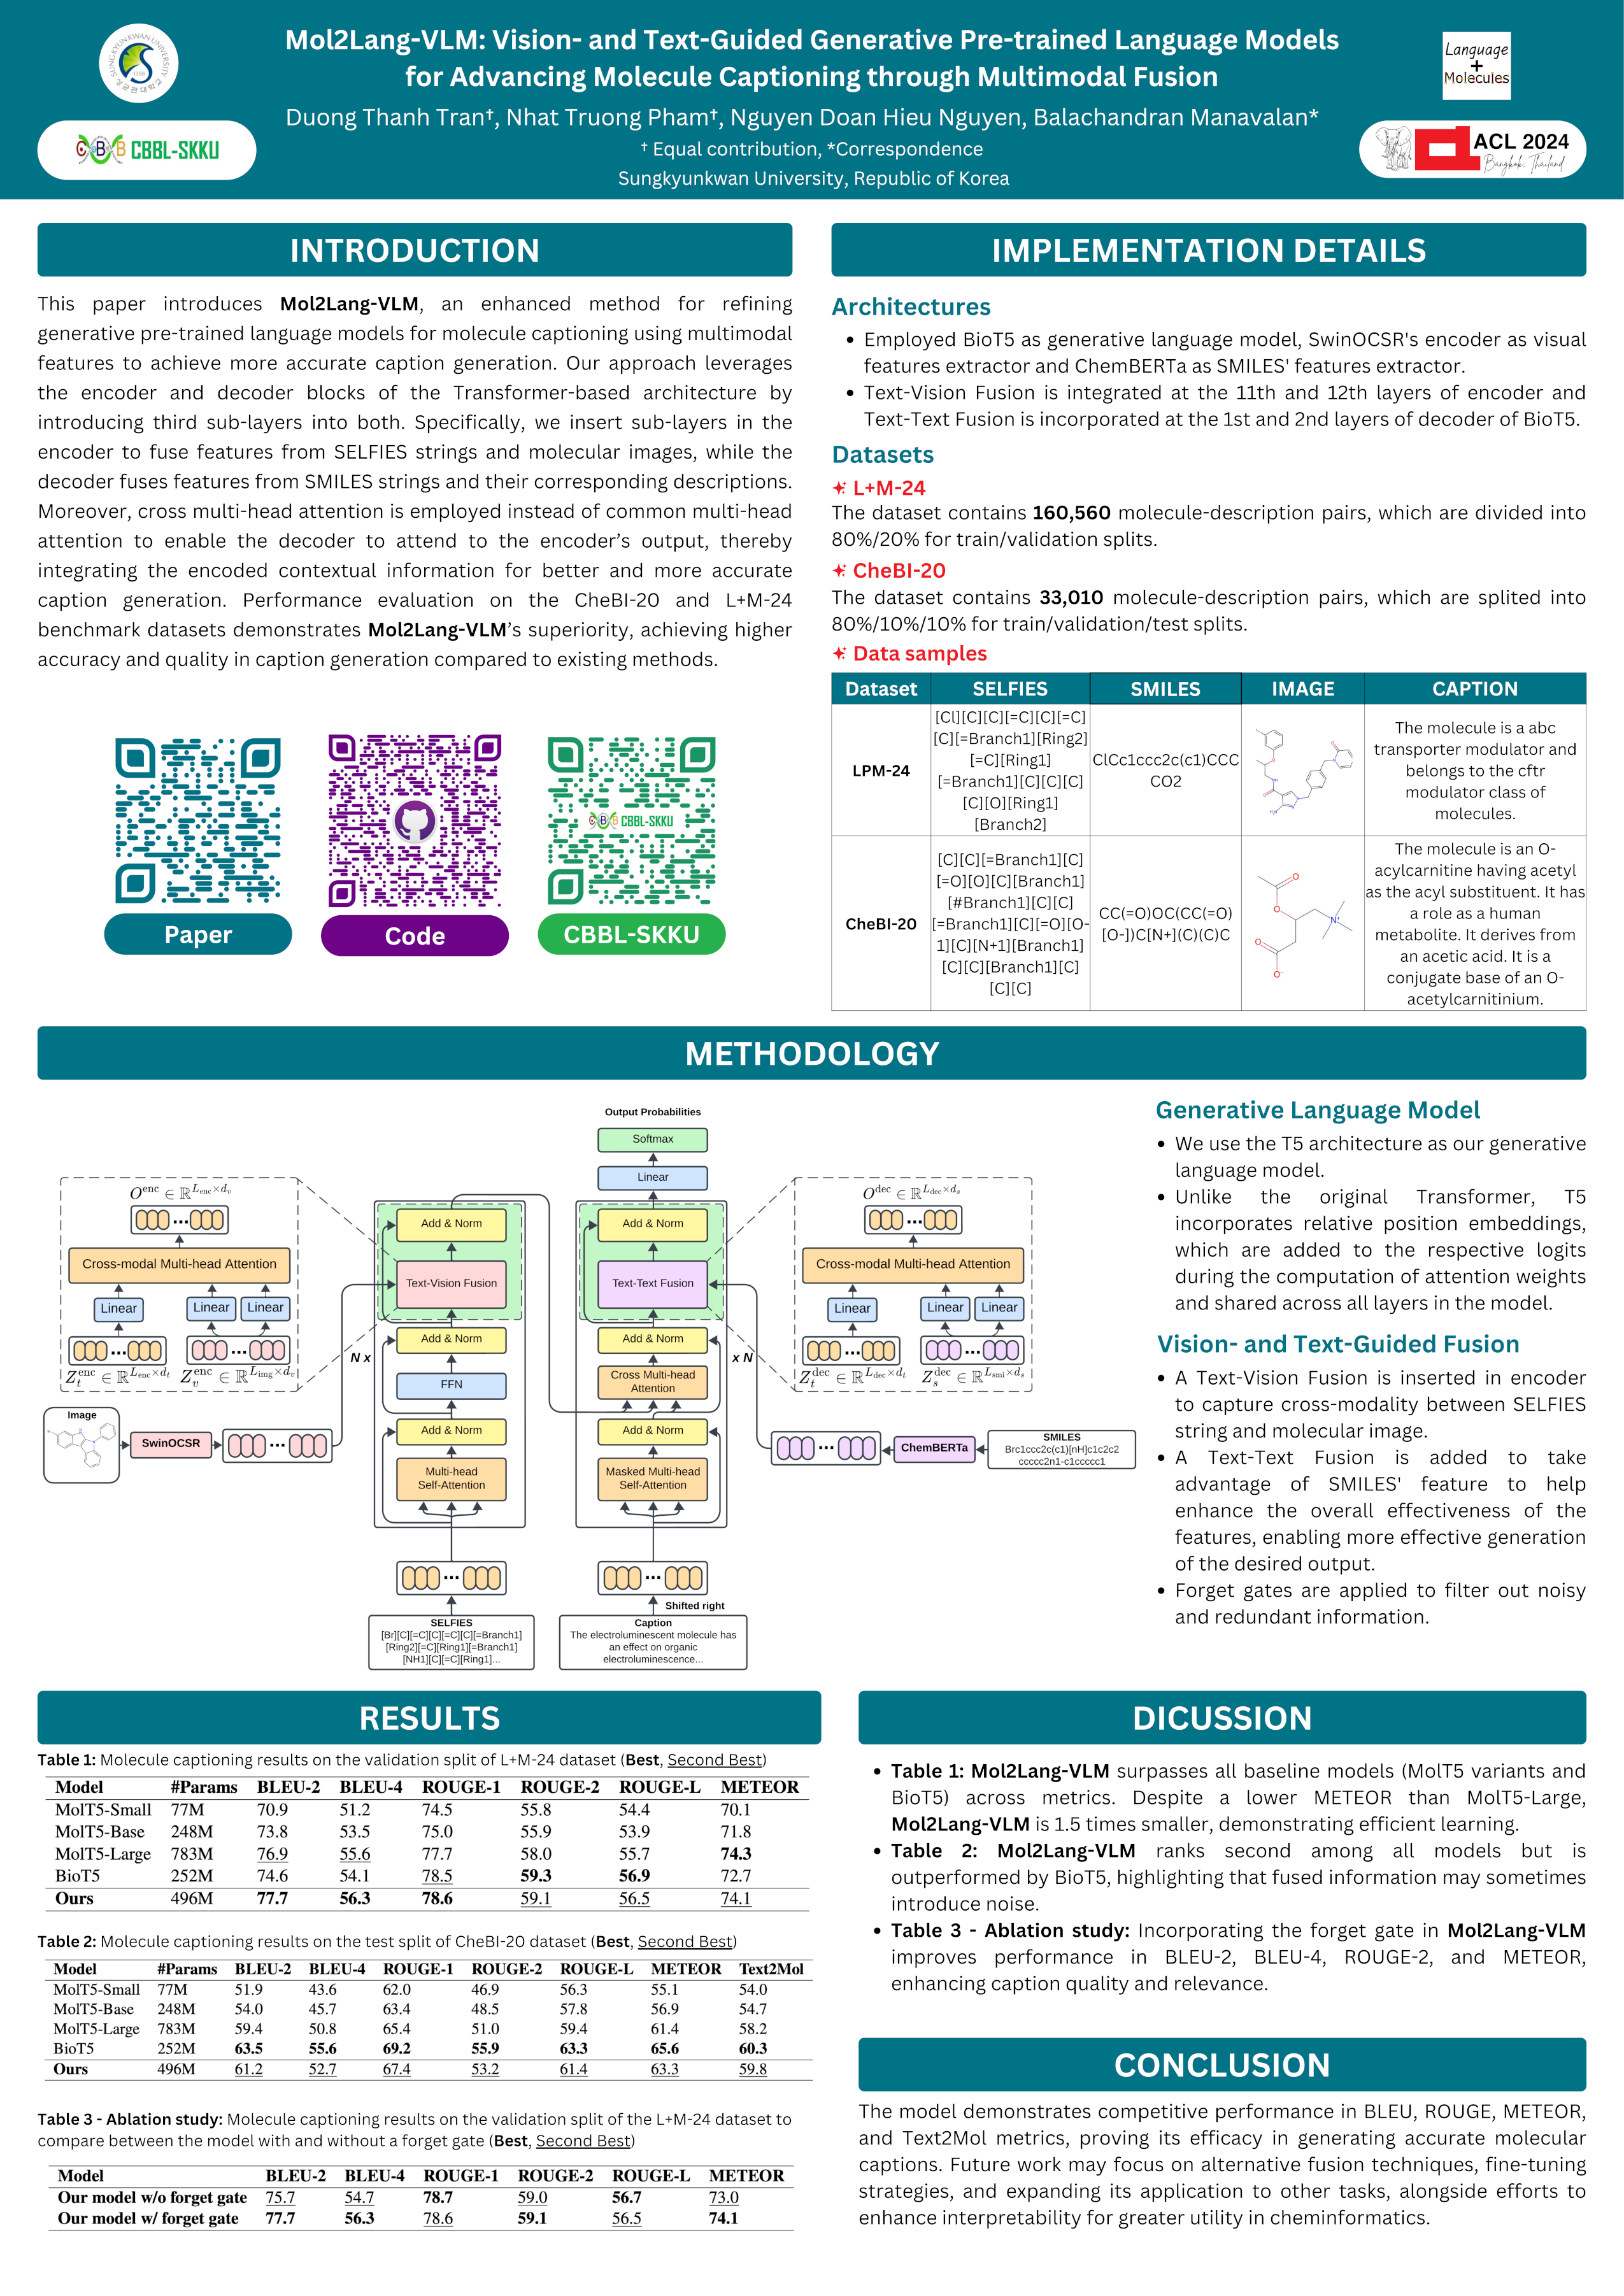 Mol2Lang-VLM: Vision- and Text-Guided Generative Pre-trained Language Models
for Advancing Molecule Captioning through Multimodal Fusion
Duong Thanh Tran†, Nhat Truong Pham†, Nguyen Doan Hieu Nguyen, Balachandran Manavalan*
† Equal contribution, *Correspondence
Sungkyunkwan University, Republic of Korea
SUNGKYUNKWAN UNIVERSITY
1398
성균관대학교
CBBL-SKKU
Language
+
Molecules
ACL 2024
Bangkok, Thailand
INTRODUCTION
This paper introduces Mol2Lang-VLM, an enhanced method for refining
generative pre-trained language models for molecule captioning using multimodal
features to achieve more accurate caption generation. Our approach leverages
the encoder and decoder blocks of the Transformer-based architecture by
introducing third sub-layers into both. Specifically, we insert sub-layers in the
encoder to fuse features from SELFIES strings and molecular images, while the
decoder fuses features from SMILES strings and their corresponding descriptions.
Moreover, cross multi-head attention is employed instead of common multi-head
attention to enable the decoder to attend to the encoder’s output, thereby
integrating the encoded contextual information for better and more accurate
caption generation. Performance evaluation on the CheBI-20 and L+M-24
benchmark datasets demonstrates Mol2Lang-VLM’s superiority, achieving higher
accuracy and quality in caption generation compared to existing methods.
CBBL-SKKU
Paper
Code
CBBL-SKKU
IMPLEMENTATION DETAILS
Architectures
• Employed BioT5 as generative language model, SwinOCSR's encoder as visual
features extractor and ChemBERTa as SMILES' features extractor.
• Text-Vision Fusion is integrated at the 11th and 12th layers of encoder and
Text-Text Fusion is incorporated at the 1st and 2nd layers of decoder of BioT5.
Datasets
L+M-24
The dataset contains 160,560 molecule-description pairs, which are divided into
80%/20% for train/validation splits.
CheBI-20
The dataset contains 33,010 molecule-description pairs, which are splited into
80%/10%/10% for train/validation/test splits.
Data samples
Dataset SELFIES SMILES IMAGE CAPTION
LPM-24
[Cl][C][C][=C][C][=C]
[C][=Branch1][Ring2]
[=C][Ring1]
[=Branch1][C][C][C]
[C][O][Ring1]
[Branch2]
ClCc1ccc2c(c1)CCC
CO2
The molecule is a abc
transporter modulator and
belongs to the cftr
modulator class of
molecules.
CheBI-20
[C][C][=Branch1][C]
[=O][O][C][Branch1]
[#Branch1][C][C]
[=Branch1][C][=O][O-
1][C][N+1][Branch1]
[C][C][Branch1][C]
[C][C]
CC(=O)OC(CC(=O)
[O-])C[N+](C)(C)C
The molecule is an O-
acylcarnitine having acetyl
as the acyl substituent. It has
a role as a human
metabolite. It derives from
an acetic acid. It is a
conjugate base of an O-
acetylcarnitinium.
METHODOLOGY
Output Probabilities
Softmax
Linear
O^enc ∈ ℝ^{L_enc×d_v}
Cross-modal Multi-head Attention
Linear Linear Linear
Z_t^enc ∈ ℝ^{L_enc×d_t} Z_v^enc ∈ ℝ^{L_img×d_v}
Image
SwinOCSR
Add & Norm
Text-Vision Fusion
Add & Norm
N x
FFN
Add & Norm
Multi-head
Self-Attention
SELFIES
[Br][C][=C][C][=C][C][=Branch1]
[Ring2][=C][Ring1][=Branch1]
[NH1][C][=C][Ring1]...
Add & Norm
Text-Text Fusion
Add & Norm
x N
Cross Multi-head
Attention
Add & Norm
Masked Multi-head
Self-Attention
Shifted right
Caption
The electroluminescent molecule has
an effect on organic
electroluminescence...
O^dec ∈ ℝ^{L_dec×d_s}
Cross-modal Multi-head Attention
Linear Linear Linear
Z_t^dec ∈ ℝ^{L_dec×d_t} Z_s^dec ∈ ℝ^{L_smi×d_s}
ChemBERTa
SMILES
Brc1ccc2c(c1)[nH]c1c2c2
ccccc2n1-c1ccccc1
Generative Language Model
• We use the T5 architecture as our generative
language model.
• Unlike the original Transformer, T5
incorporates relative position embeddings,
which are added to the respective logits
during the computation of attention weights
and shared across all layers in the model.
Vision- and Text-Guided Fusion
• A Text-Vision Fusion is inserted in encoder
to capture cross-modality between SELFIES
string and molecular image.
• A Text-Text Fusion is added to take
advantage of SMILES' feature to help
enhance the overall effectiveness of the
features, enabling more effective generation
of the desired output.
• Forget gates are applied to filter out noisy
and redundant information.
RESULTS
Table 1: Molecule captioning results on the validation split of L+M-24 dataset (Best, Second Best)
Model #Params BLEU-2 BLEU-4 ROUGE-1 ROUGE-2 ROUGE-L METEOR
MolT5-Small 77M 70.9 51.2 74.5 55.8 54.4 70.1
MolT5-Base 248M 73.8 53.5 75.0 55.9 53.9 71.8
MolT5-Large 783M 76.9 55.6 77.7 58.0 55.7 74.3
BioT5 252M 74.6 54.1 78.5 59.3 56.9 72.7
Ours 496M 77.7 56.3 78.6 59.1 56.5 74.1
Table 2: Molecule captioning results on the test split of CheBI-20 dataset (Best, Second Best)
Model #Params BLEU-2 BLEU-4 ROUGE-1 ROUGE-2 ROUGE-L METEOR Text2Mol
MolT5-Small 77M 51.9 43.6 62.0 46.9 56.3 55.1 54.0
MolT5-Base 248M 54.0 45.7 63.4 48.5 57.8 56.9 54.7
MolT5-Large 783M 59.4 50.8 65.4 51.0 59.4 61.4 58.2
BioT5 252M 63.5 55.6 69.2 55.9 63.3 65.6 60.3
Ours 496M 61.2 52.7 67.4 53.2 61.4 63.3 59.8
Table 3 - Ablation study: Molecule captioning results on the validation split of the L+M-24 dataset to
compare between the model with and without a forget gate (Best, Second Best)
Model BLEU-2 BLEU-4 ROUGE-1 ROUGE-2 ROUGE-L METEOR
Our model w/o forget gate 75.7 54.7 78.7 59.0 56.7 73.0
Our model w/ forget gate 77.7 56.3 78.6 59.1 56.5 74.1
DICUSSION
• Table 1: Mol2Lang-VLM surpasses all baseline models (MolT5 variants and
BioT5) across metrics. Despite a lower METEOR than MolT5-Large,
Mol2Lang-VLM is 1.5 times smaller, demonstrating efficient learning.
• Table 2: Mol2Lang-VLM ranks second among all models but is
outperformed by BioT5, highlighting that fused information may sometimes
introduce noise.
• Table 3 - Ablation study: Incorporating the forget gate in Mol2Lang-VLM
improves performance in BLEU-2, BLEU-4, ROUGE-2, and METEOR,
enhancing caption quality and relevance.
CONCLUSION
The model demonstrates competitive performance in BLEU, ROUGE, METEOR,
and Text2Mol metrics, proving its efficacy in generating accurate molecular
captions. Future work may focus on alternative fusion techniques, fine-tuning
strategies, and expanding its application to other tasks, alongside efforts to
enhance interpretability for greater utility in cheminformatics.